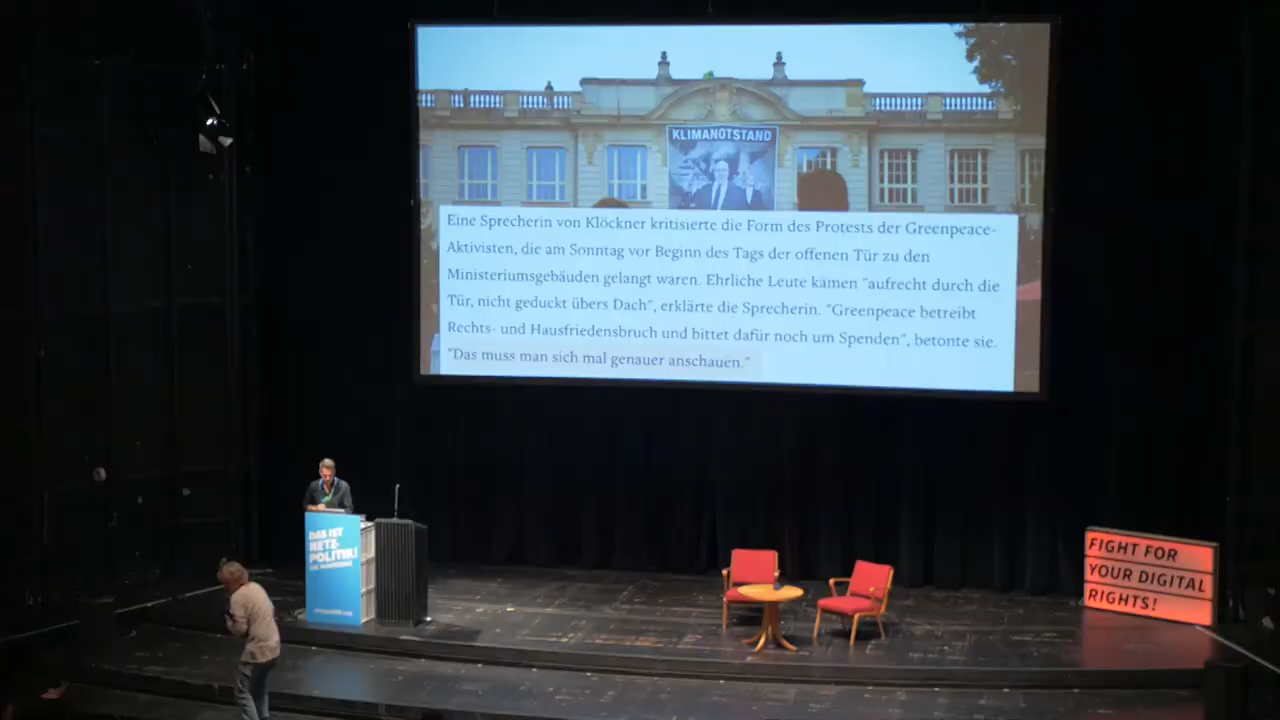 KLIMANOTSTAND
Eine Sprecherin von Klöckner kritisierte die Form des Protests der Greenpeace-
Aktivisten, die am Sonntag vor Beginn des Tags der offenen Tür zu den
Ministeriumsgebäuden gelangt waren. Ehrliche Leute kämen "aufrecht durch die
Tür, nicht geduckt übers Dach", erklärte die Sprecherin. "Greenpeace betreibt
Rechts- und Hausfriedensbruch und bittet dafür noch um Spenden", betonte sie.
"Das muss man sich mal genauer anschauen."
DAS IST
NETZ-
POLITIK!
FIGHT FOR
YOUR DIGITAL
RIGHTS!